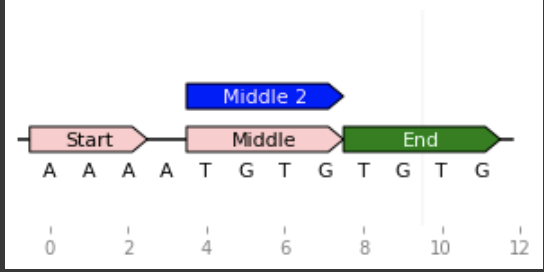 Middle 2
Start Middle End
A A A A T G T G T G T G
0 2 4 6 8 10 12